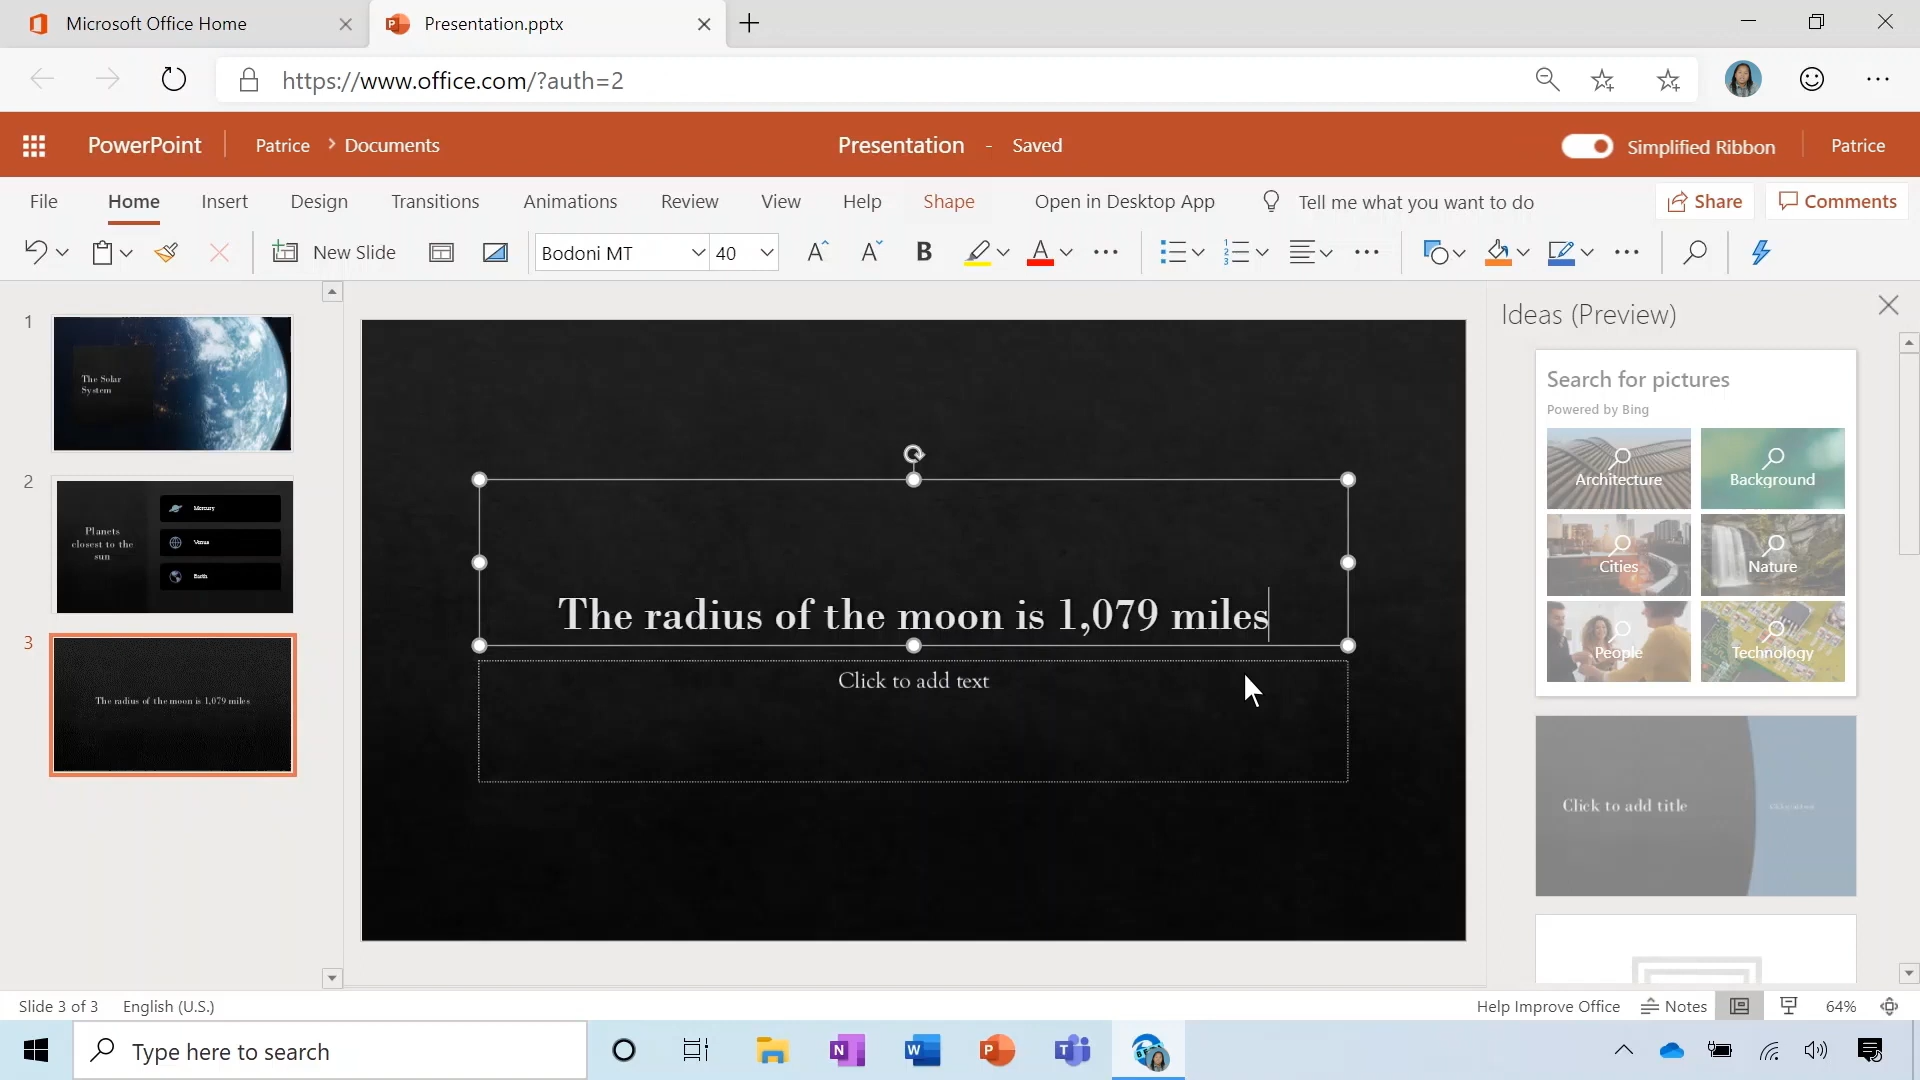 Microsoft Office Home
Presentation.pptx
https://www.office.com/?auth=2
PowerPoint
Patrice > Documents
Presentation - Saved
Simplified Ribbon
Patrice
File
Home
Insert
Design
Transitions
Animations
Review
View
Help
Shape
Open in Desktop App
Tell me what you want to do
Share
Comments
New Slide
Bodoni MT
40
1
The Solar
System
2
Planets
closest to the
sun
Mercury
Venus
Earth
3
The radius of the moon is 1,079 miles
The radius of the moon is 1,079 miles
Click to add text
Ideas (Preview)
Search for pictures
Powered by Bing
Architecture
Background
Cities
Nature
People
Technology
Click to add title
Slide 3 of 3
English (U.S.)
Help Improve Office
Notes
64%
Type here to search